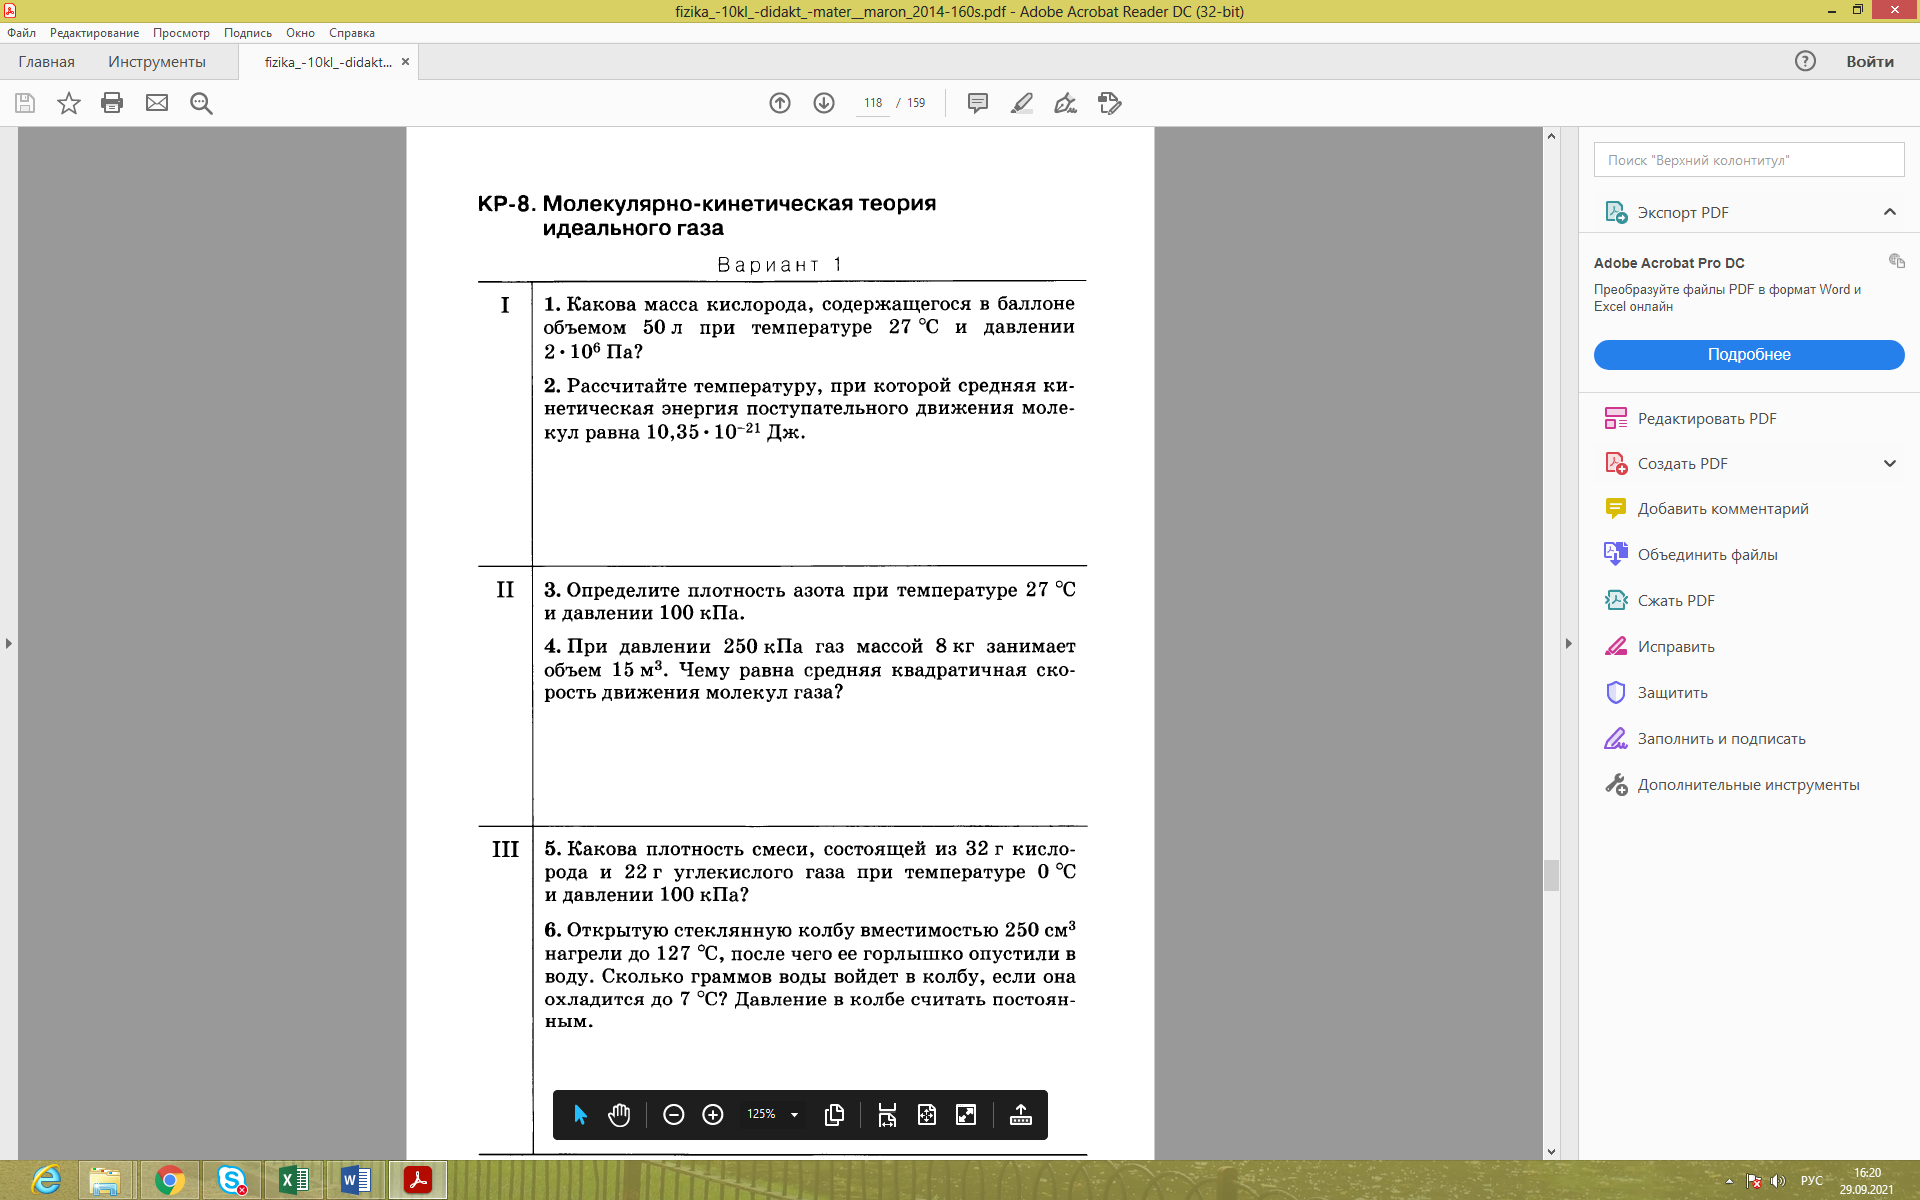 fizika_-10kl_-didakt_-mater__maron_2014-160s.pdf - Adobe Acrobat Reader DC (32-bit)
Файл Редактирование Просмотр Подпись Окно Справка
Главная Инструменты fizika_-10kl_-didakt... × Войти
118 / 159
КР-8. Молекулярно-кинетическая теория
идеального газа
Вариант 1
I
1. Какова масса кислорода, содержащегося в баллоне
объемом 50 л при температуре 27 °С и давлении
2 · 10⁶ Па?
2. Рассчитайте температуру, при которой средняя ки-
нетическая энергия поступательного движения моле-
кул равна 10,35 · 10⁻²¹ Дж.
II
3. Определите плотность азота при температуре 27 °С
и давлении 100 кПа.
4. При давлении 250 кПа газ массой 8 кг занимает
объем 15 м³. Чему равна средняя квадратичная ско-
рость движения молекул газа?
III
5. Какова плотность смеси, состоящей из 32 г кисло-
рода и 22 г углекислого газа при температуре 0 °С
и давлении 100 кПа?
6. Открытую стеклянную колбу вместимостью 250 см³
нагрели до 127 °С, после чего ее горлышко опустили в
воду. Сколько граммов воды войдет в колбу, если она
охладится до 7 °С? Давление в колбе считать постоян-
ным.
125%
Поиск "Верхний колонтитул"
Экспорт PDF
Adobe Acrobat Pro DC
Преобразуйте файлы PDF в формат Word и
Excel онлайн
Подробнее
Редактировать PDF
Создать PDF
Добавить комментарий
Объединить файлы
Сжать PDF
Исправить
Защитить
Заполнить и подписать
Дополнительные инструменты
РУС
16:20
29.09.2021